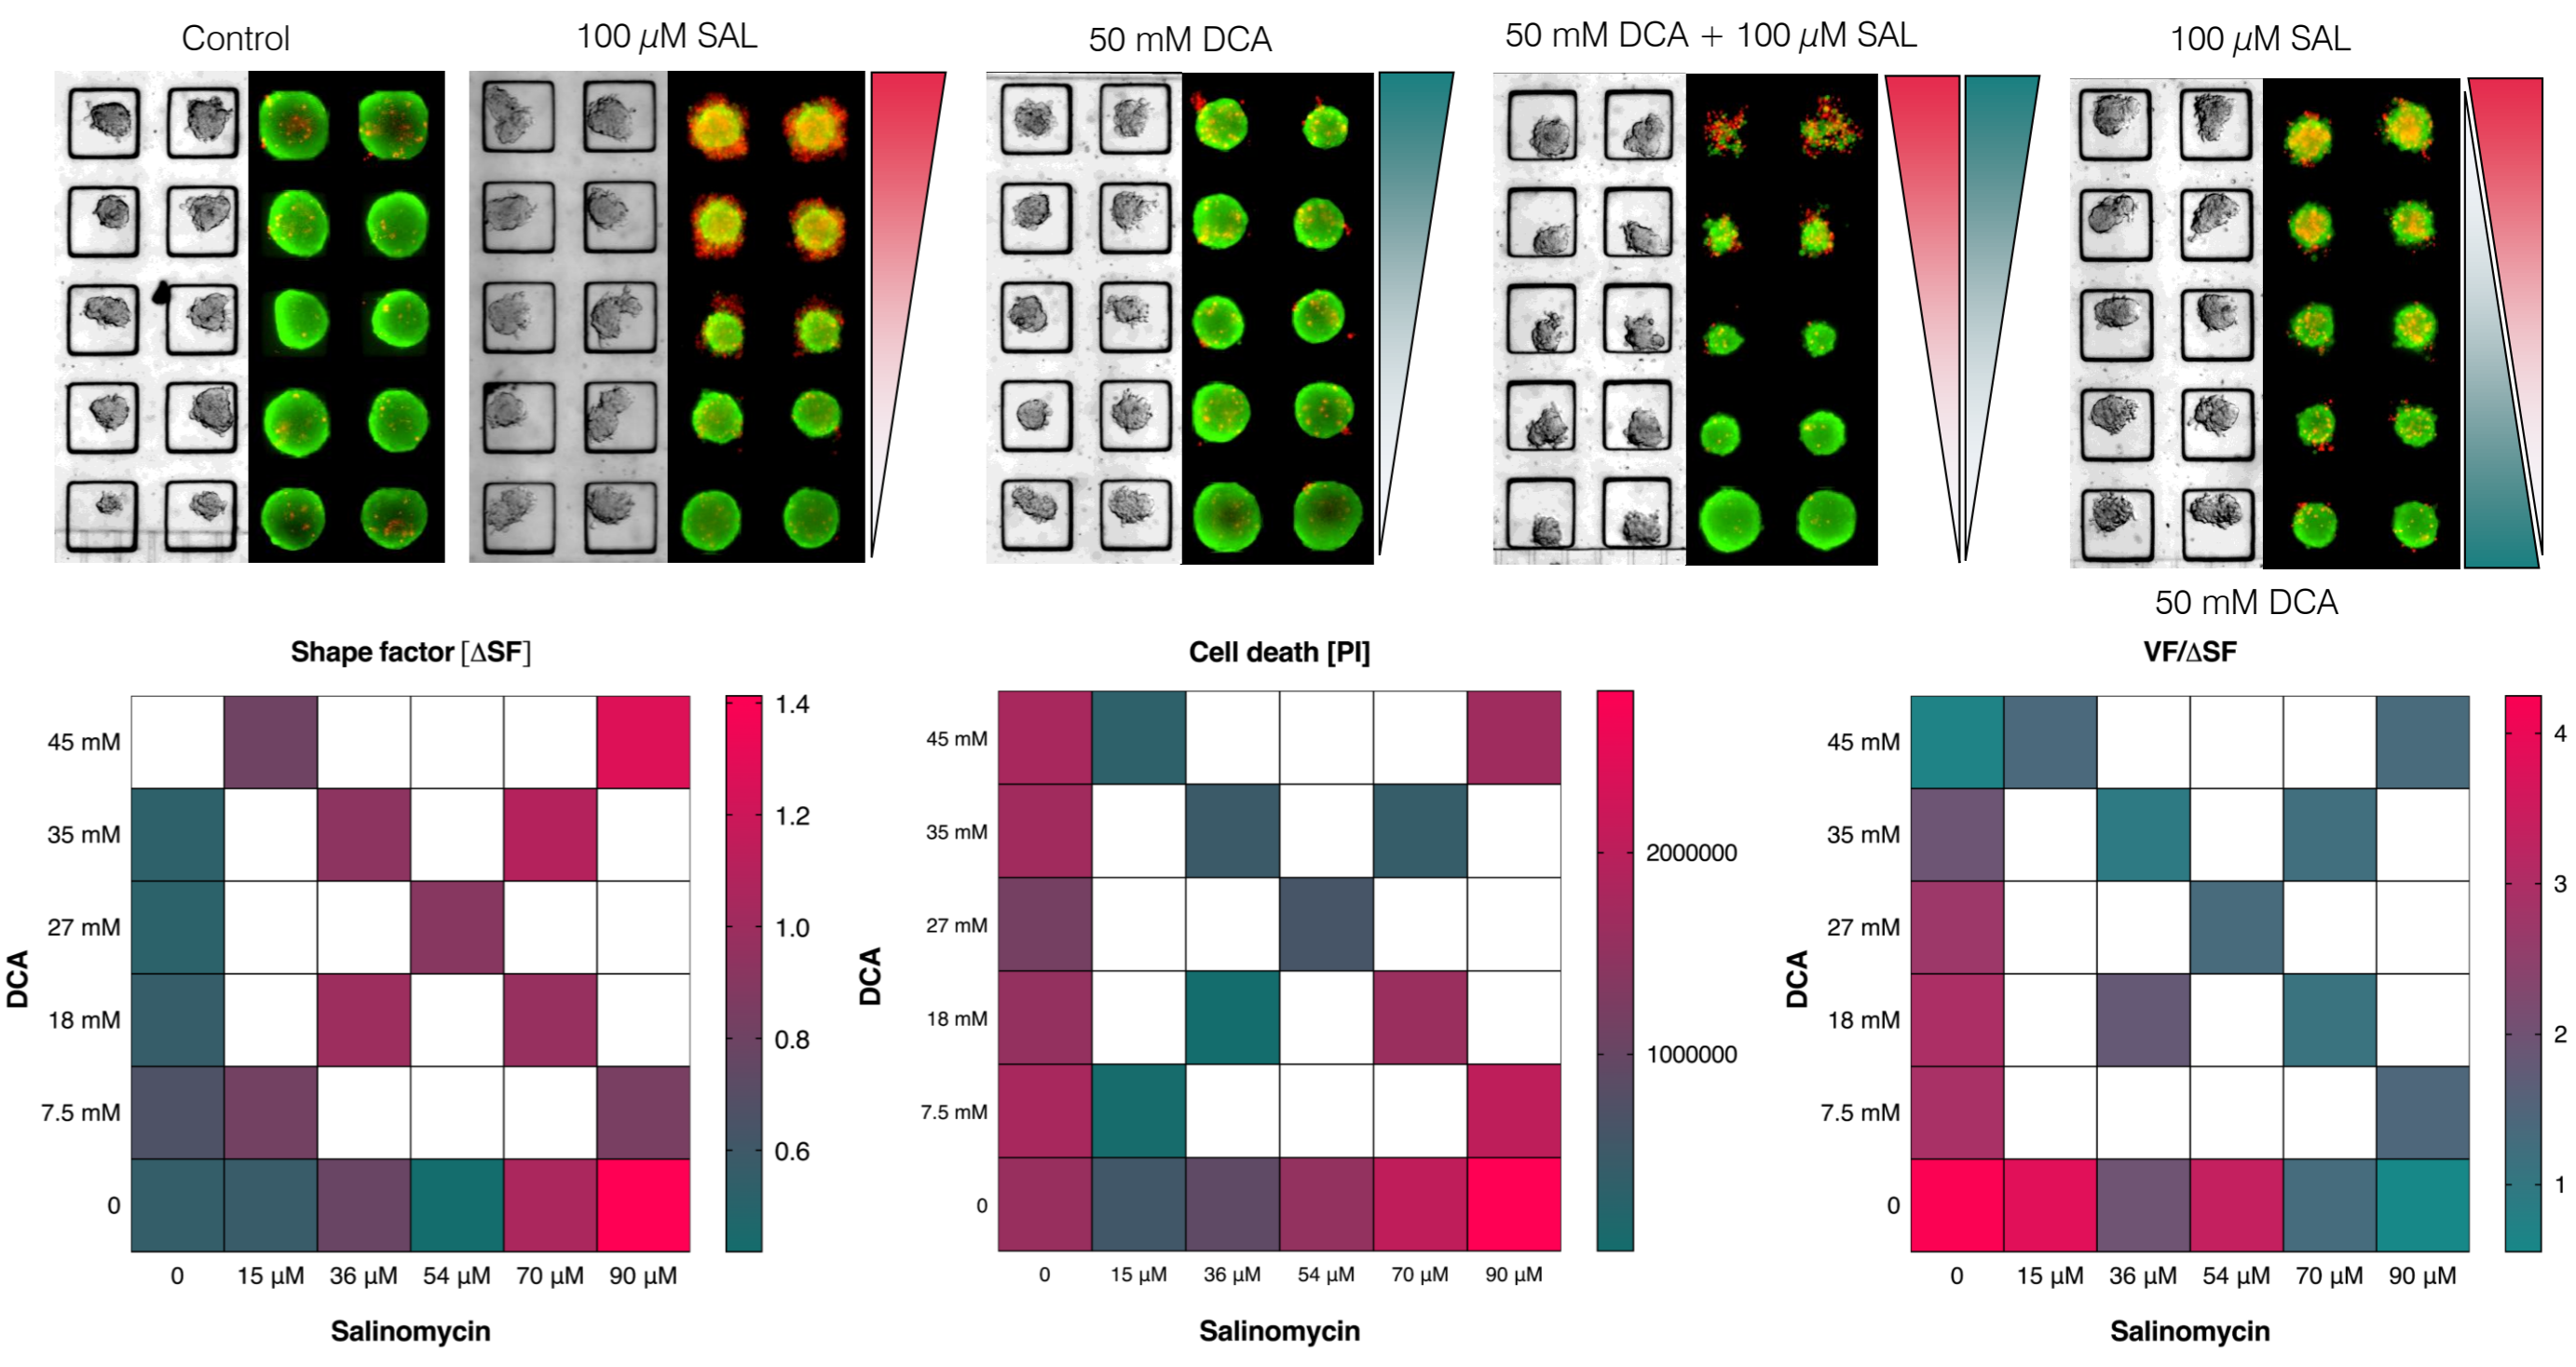 Control
100 µM SAL
50 mM DCA
50 mM DCA + 100 µM SAL
100 µM SAL
50 mM DCA
Shape factor [ΔSF]
45 mM
35 mM
27 mM
18 mM
7.5 mM
0
DCA
0 15 µM 36 µM 54 µM 70 µM 90 µM
Salinomycin
1.4
1.2
1.0
0.8
0.6
Cell death [PI]
45 mM
35 mM
27 mM
18 mM
7.5 mM
0
DCA
0 15 µM 36 µM 54 µM 70 µM 90 µM
Salinomycin
2000000
1000000
VF/ΔSF
45 mM
35 mM
27 mM
18 mM
7.5 mM
0
DCA
0 15 µM 36 µM 54 µM 70 µM 90 µM
Salinomycin
4
3
2
1